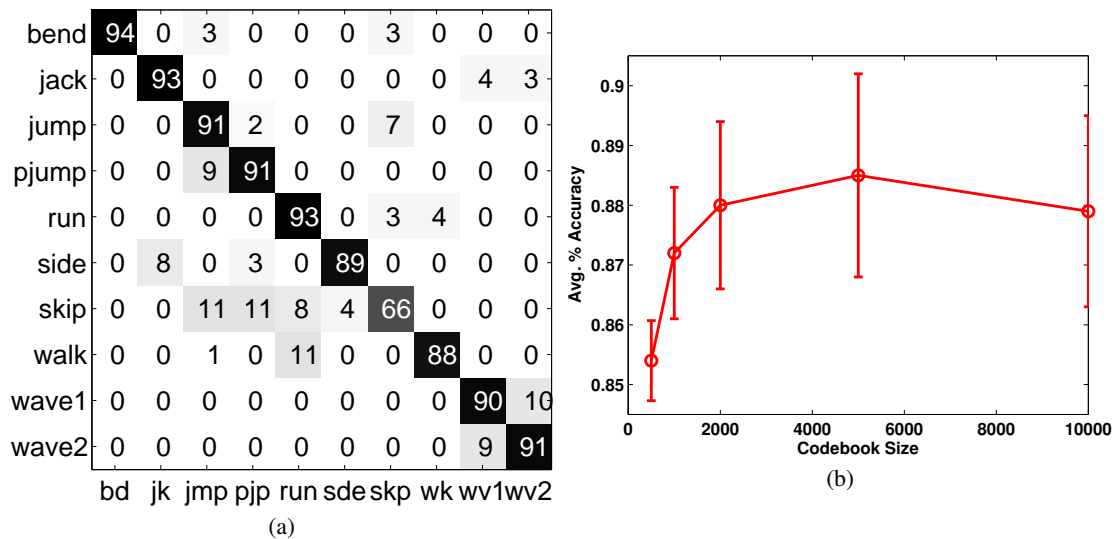 bend 94 0 3 0 0 0 3 0 0 0
jack 0 93 0 0 0 0 0 0 4 3
jump 0 0 91 2 0 0 7 0 0 0
pjump 0 0 9 91 0 0 0 0 0 0
run 0 0 0 0 93 0 3 4 0 0
side 0 8 0 3 0 89 0 0 0 0
skip 0 0 11 11 8 4 66 0 0 0
walk 0 0 1 0 11 0 0 88 0 0
wave1 0 0 0 0 0 0 0 0 90 10
wave2 0 0 0 0 0 0 0 0 9 91
bd jk jmp pjp run sde skp wk wv1 wv2
(a)
0.9
0.89
0.88
0.87
0.86
0.85
Avg. % Accuracy
0 2000 4000 6000 8000 10000
Codebook Size
(b)